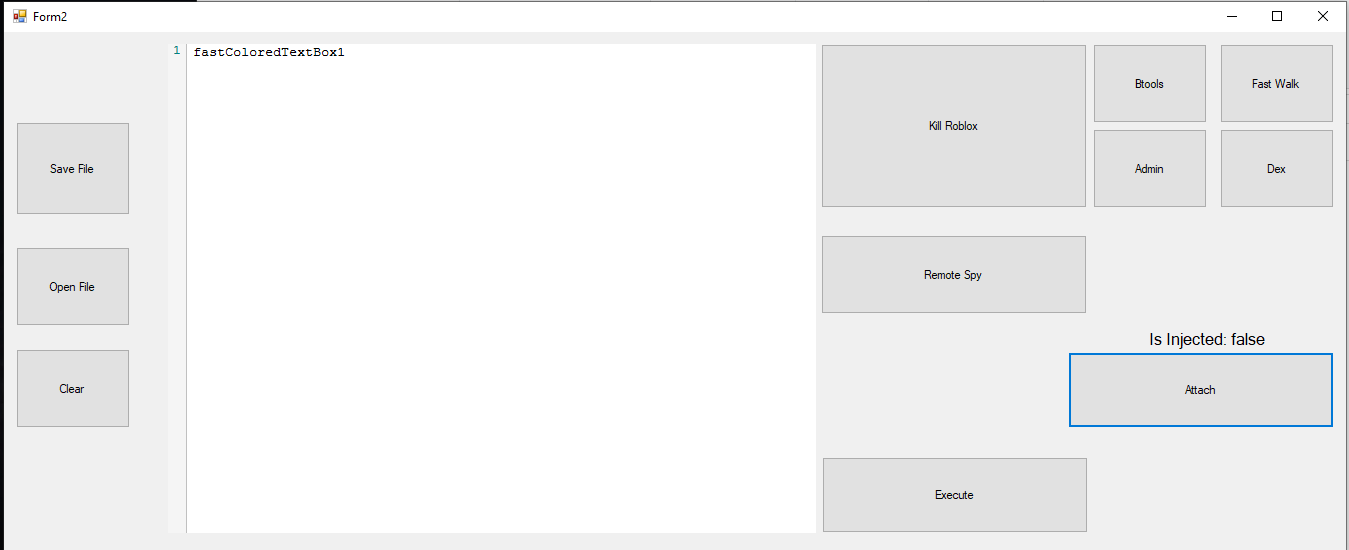 Form2
1 fastColoredTextBox1
Save File
Open File
Clear
Kill Roblox
Btools
Fast Walk
Admin
Dex
Remote Spy
Is Injected: false
Attach
Execute